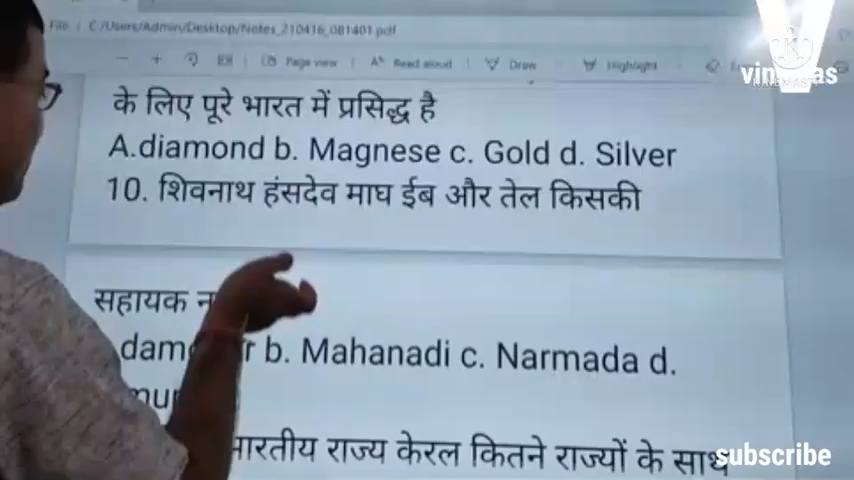 File | C:/Users/Admin/Desktop/Notes_210416_081401.pdf
Page view | Read aloud | Draw Highlight
के लिए पूरे भारत में प्रसिद्ध है
A.diamond b. Magnese c. Gold d. Silver
10. शिवनाथ हंसदेव माघ ईब और तेल किसकी
सहायक
b. Mahanadi c. Narmada d.
भारतीय राज्य केरल कितने राज्यों के साथ
subscribe